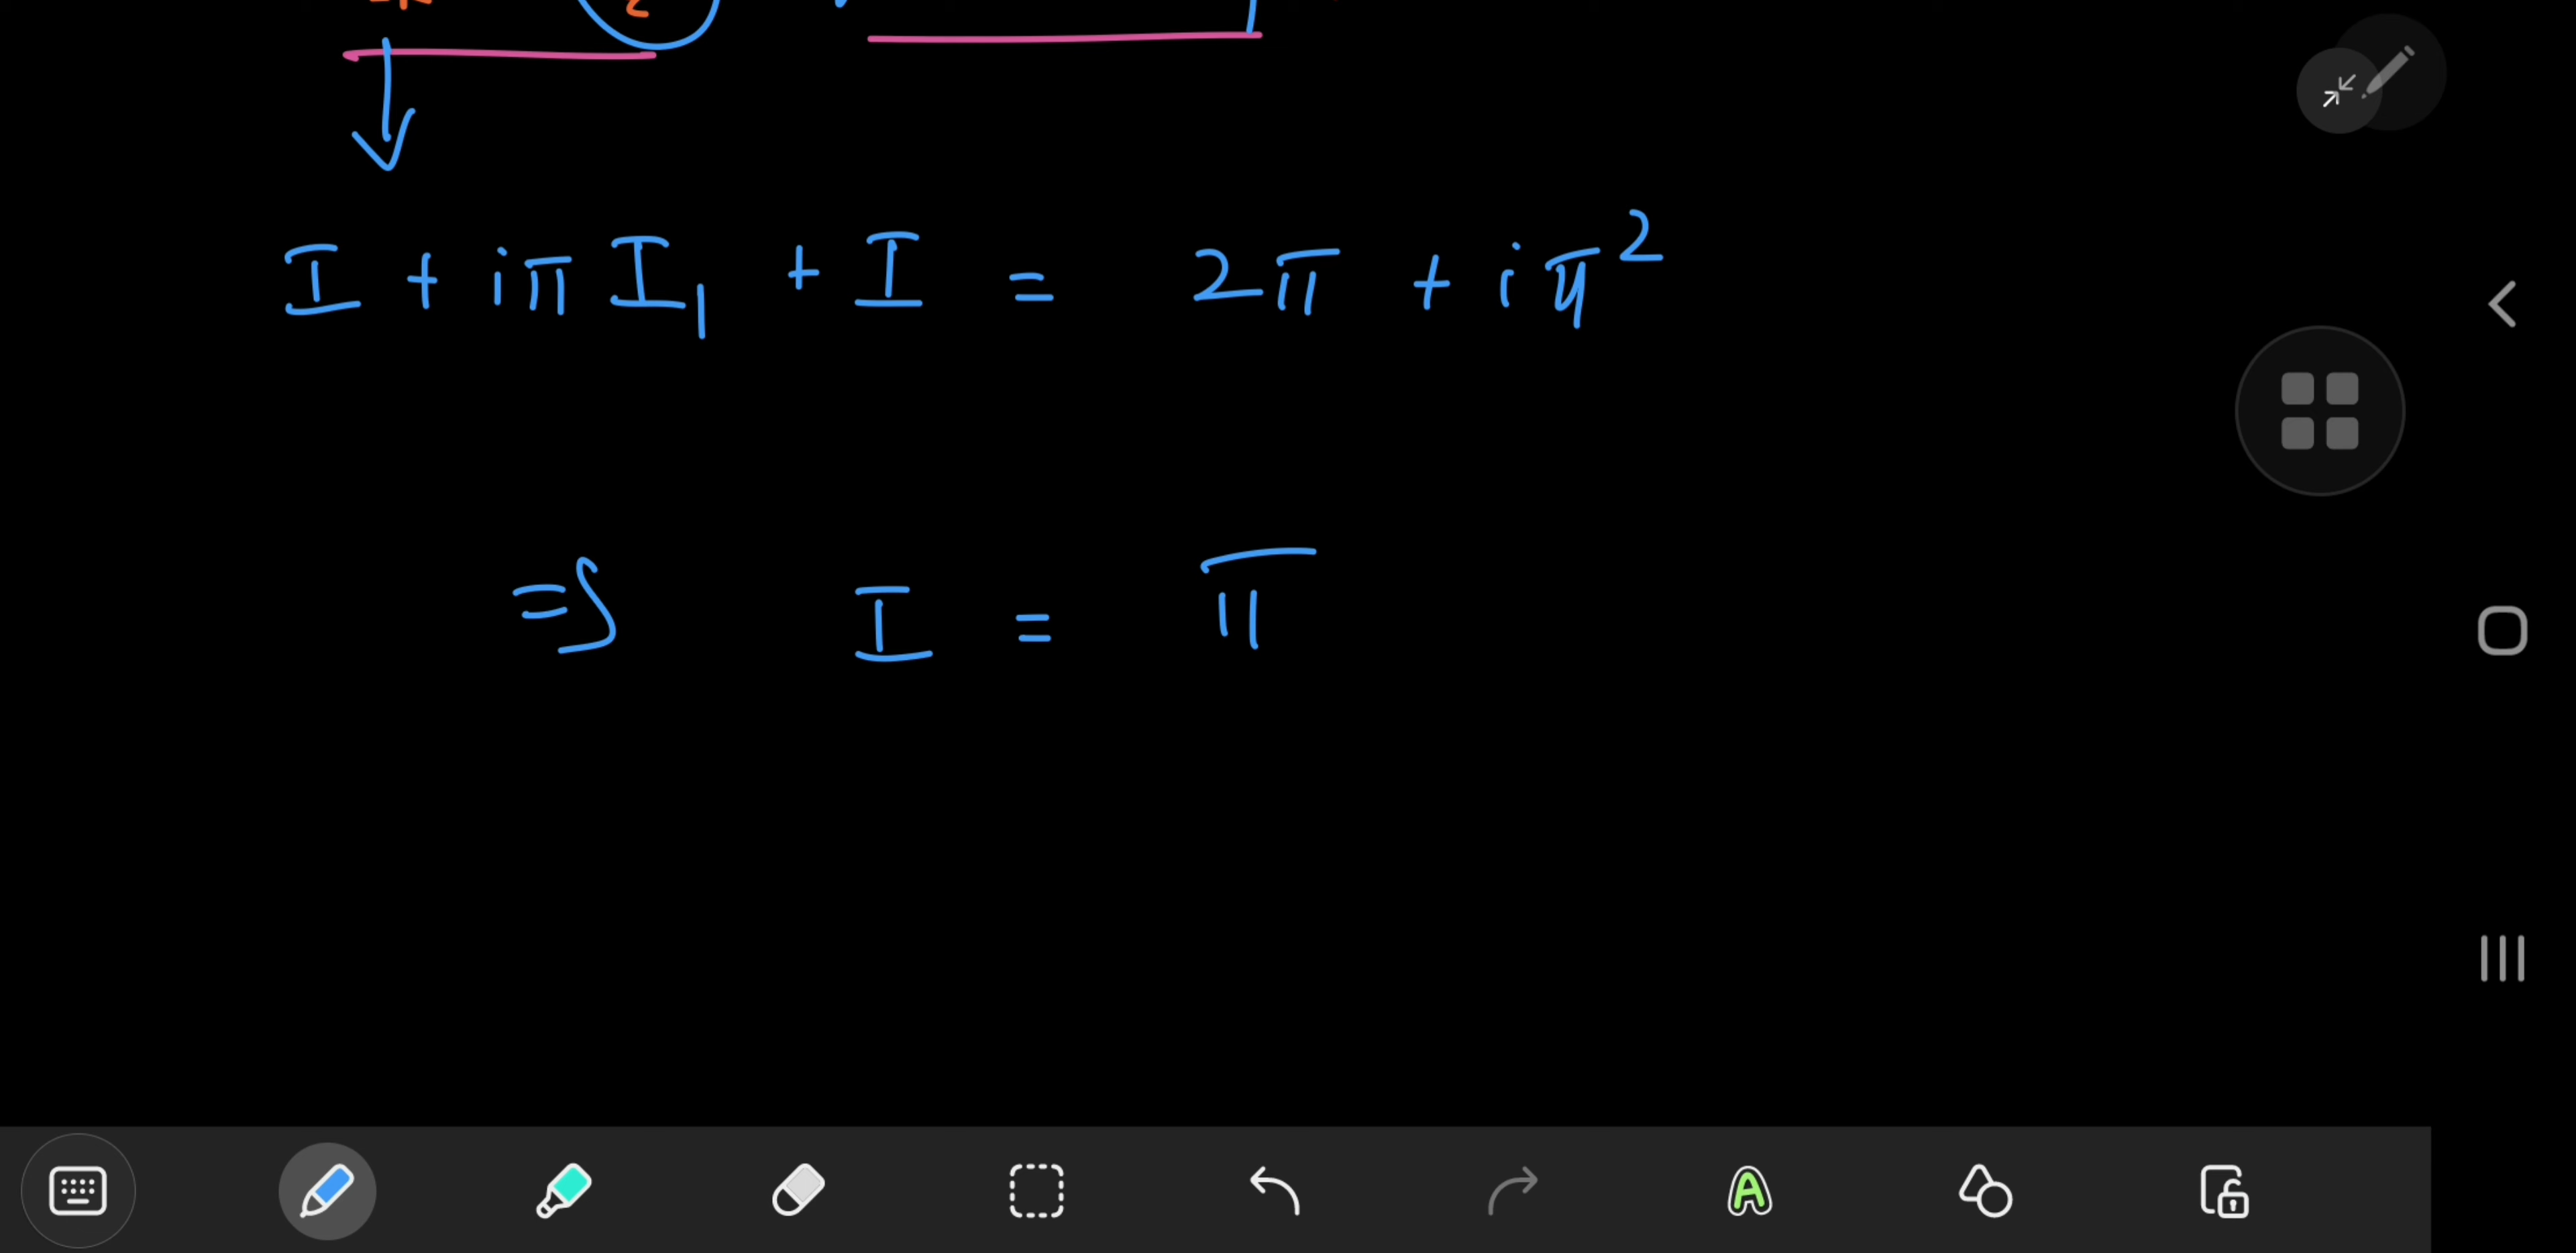 I + iπ I₁ + I = 2π + iπ²
⇒ I = π